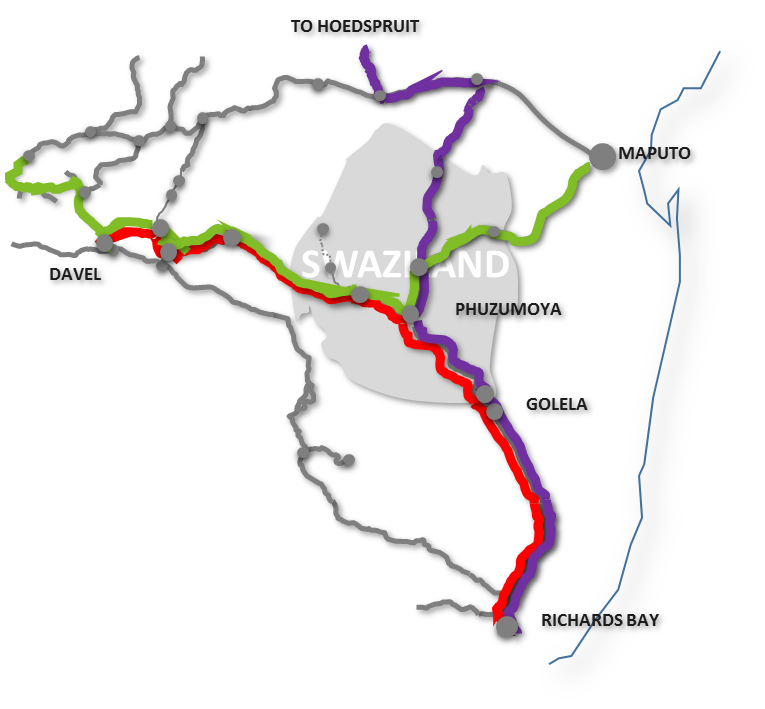 TO HOEDSPRUIT
MAPUTO
SWAZILAND
DAVEL
PHUZUMOYA
GOLELA
RICHARDS BAY